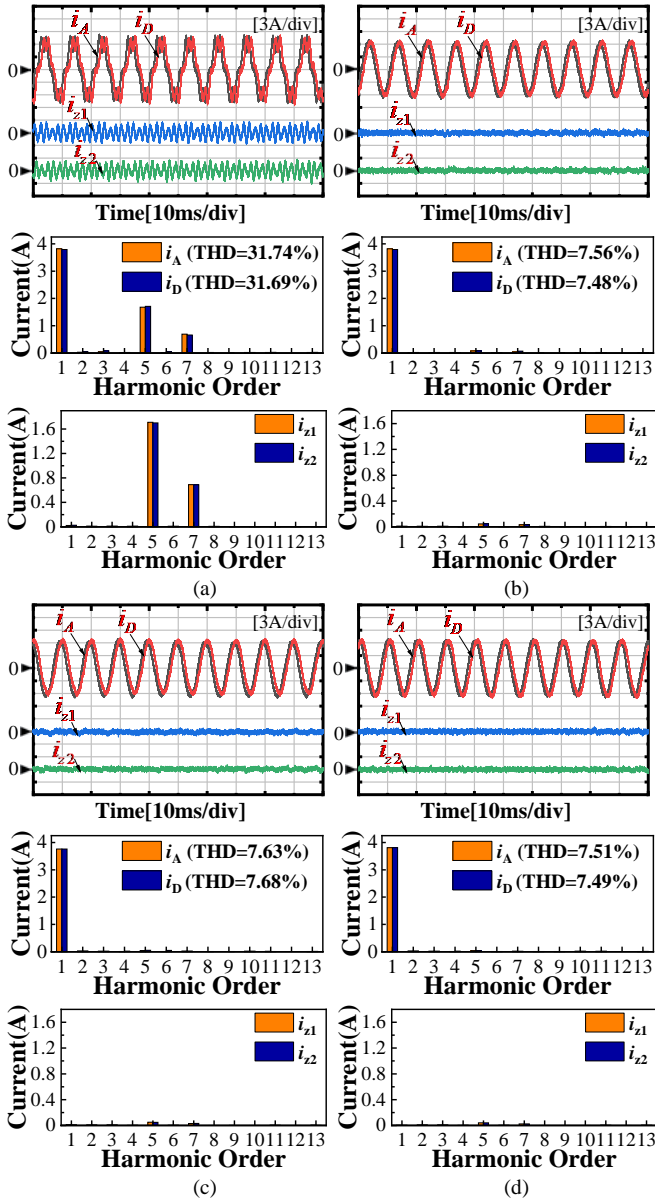 [3A/div]
i_A
i_D
0
i_z1
0
i_z2
0
Time[10ms/div]
[3A/div]
i_A
i_D
0
i_z1
0
i_z2
0
Time[10ms/div]
Current(A)
4
3
2
1
0
i_A (THD=31.74%)
i_D (THD=31.69%)
1 2 3 4 5 6 7 8 9 10 11 12 13
Harmonic Order
Current(A)
4
3
2
1
0
i_A (THD=7.56%)
i_D (THD=7.48%)
1 2 3 4 5 6 7 8 9 10 11 12 13
Harmonic Order
Current(A)
1.6
1.2
0.8
0.4
0
i_z1
i_z2
1 2 3 4 5 6 7 8 9 10 11 12 13
Harmonic Order
(a)
Current(A)
1.6
1.2
0.8
0.4
0
i_z1
i_z2
1 2 3 4 5 6 7 8 9 10 11 12 13
Harmonic Order
(b)
[3A/div]
i_A
i_D
0
i_z1
0
i_z2
0
Time[10ms/div]
[3A/div]
i_A
i_D
0
i_z1
0
i_z2
0
Time[10ms/div]
Current(A)
4
3
2
1
0
i_A (THD=7.63%)
i_D (THD=7.68%)
1 2 3 4 5 6 7 8 9 10 11 12 13
Harmonic Order
Current(A)
4
3
2
1
0
i_A (THD=7.51%)
i_D (THD=7.49%)
1 2 3 4 5 6 7 8 9 10 11 12 13
Harmonic Order
Current(A)
1.6
1.2
0.8
0.4
0
i_z1
i_z2
1 2 3 4 5 6 7 8 9 10 11 12 13
Harmonic Order
(c)
Current(A)
1.6
1.2
0.8
0.4
0
i_z1
i_z2
1 2 3 4 5 6 7 8 9 10 11 12 13
Harmonic Order
(d)